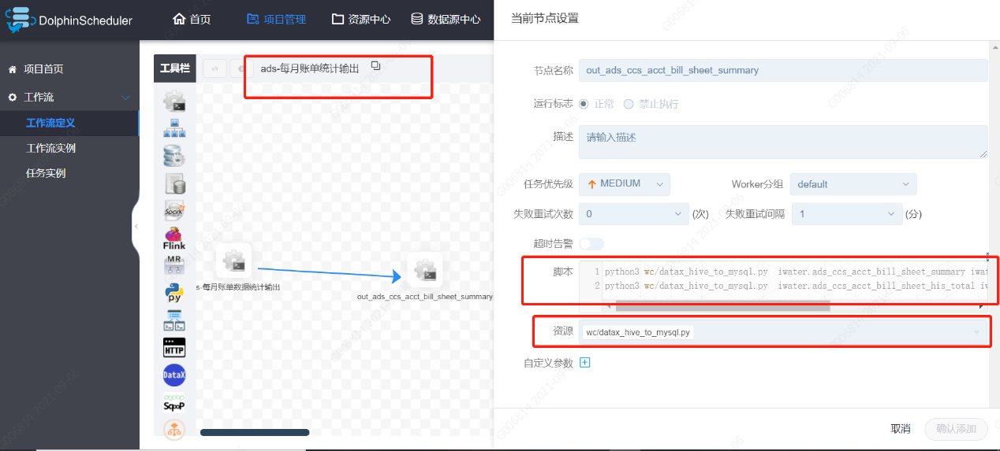 DolphinScheduler
首页
项目管理
资源中心
数据源中心
当前节点设置
项目首页
工作流
工作流定义
工作流实例
任务实例
工具栏
ads-每月账单统计输出
Spark
Flink
MR
py
HTTP
DataX
SqooP
s-每月账单数据统计输出
out_ads_ccs_acct_bill_sheet_summary
节点名称 out_ads_ccs_acct_bill_sheet_summary
运行标志 正常 禁止执行
描述 请输入描述
任务优先级 MEDIUM Worker分组 default
失败重试次数 0 (次) 失败重试间隔 1 (分)
超时告警
脚本 1 python3 wc/datax_hive_to_mysql.py iwater.ads_ccs_acct_bill_sheet_summary iwat
2 python3 wc/datax_hive_to_mysql.py iwater.ads_ccs_acct_bill_sheet_his_total iw
资源 wc/datax_hive_to_mysql.py
自定义参数
取消 确认添加
G006814 2021-09-06